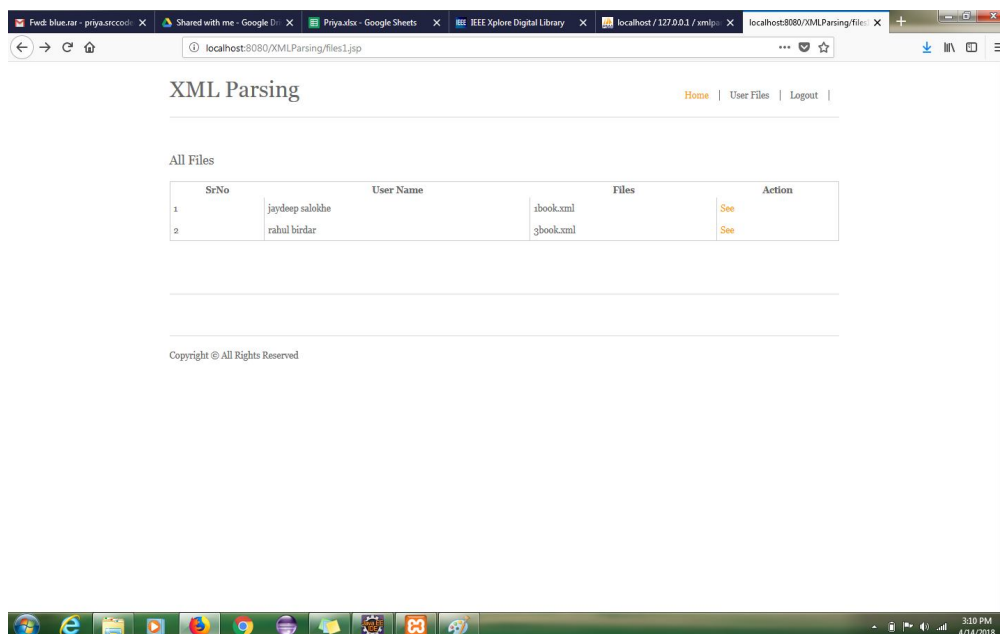 Fwd: blue.rar - priya.srccode
Shared with me - Google Dri
Priya.xlsx - Google Sheets
IEEE IEEE Xplore Digital Library
localhost / 127.0.0.1 / xmlpa
localhost:8080/XMLParsing/files1
localhost:8080/XMLParsing/files1.jsp
XML Parsing
Home | User Files | Logout |
All Files
SrNo User Name Files Action
1 jaydeep salokhe 1book.xml See
2 rahul birdar 3book.xml See
Copyright © All Rights Reserved
3:10 PM
4/14/2018